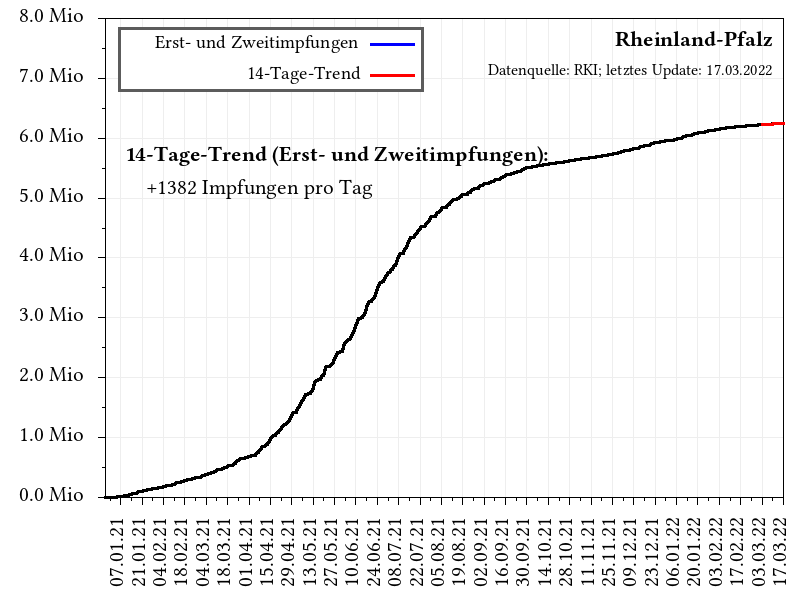 8.0 Mio
7.0 Mio
6.0 Mio
5.0 Mio
4.0 Mio
3.0 Mio
2.0 Mio
1.0 Mio
0.0 Mio
Erst- und Zweitimpfungen
14-Tage-Trend
Rheinland-Pfalz
Datenquelle: RKI; letztes Update: 17.03.2022
14-Tage-Trend (Erst- und Zweitimpfungen):
+1382 Impfungen pro Tag
07.01.21
21.01.21
04.02.21
18.02.21
04.03.21
18.03.21
01.04.21
15.04.21
29.04.21
13.05.21
27.05.21
10.06.21
24.06.21
08.07.21
22.07.21
05.08.21
19.08.21
02.09.21
16.09.21
30.09.21
14.10.21
28.10.21
11.11.21
25.11.21
09.12.21
23.12.21
06.01.22
20.01.22
03.02.22
17.02.22
03.03.22
17.03.22